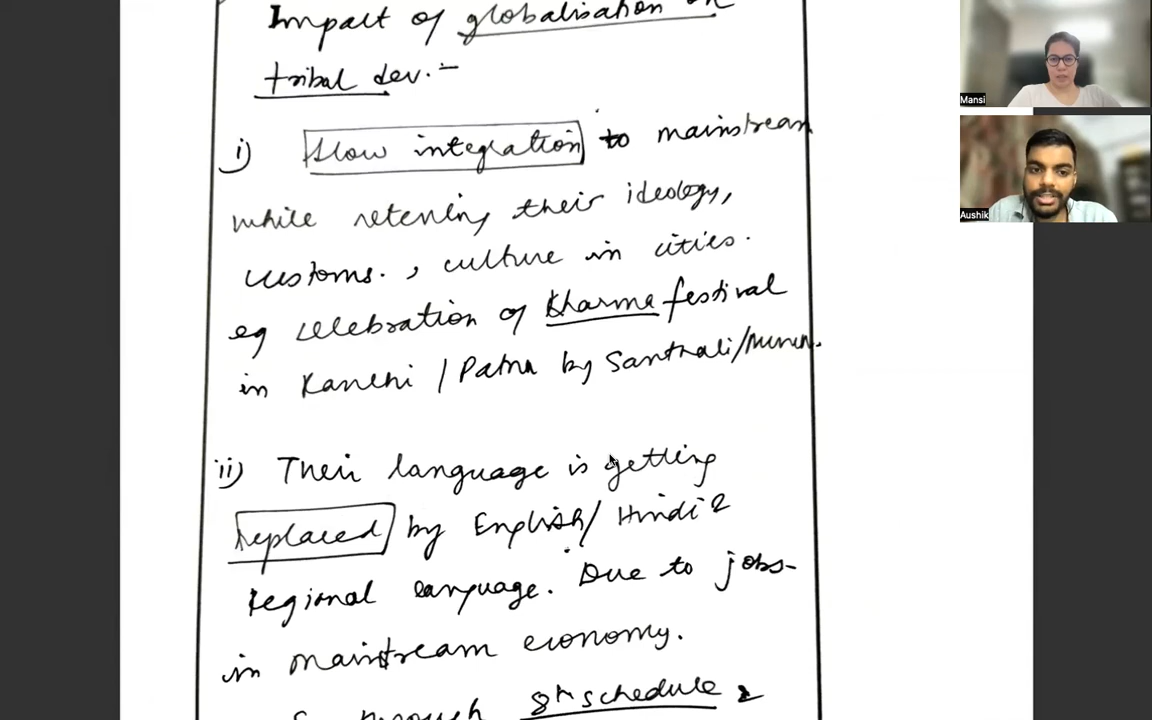 Impact of globalisation on
tribal dev. :-
i) Slow integration to mainstream
while retening their ideology,
customs. , culture in cities.
eg celebration of Kharma festival
in Ranchi / Patna by Santhali/
ii) Their language is getting
replaced by English/ Hindi &
regional language. Due to jobs
in mainstream economy.
through 8th schedule &
Mansi
Aushik